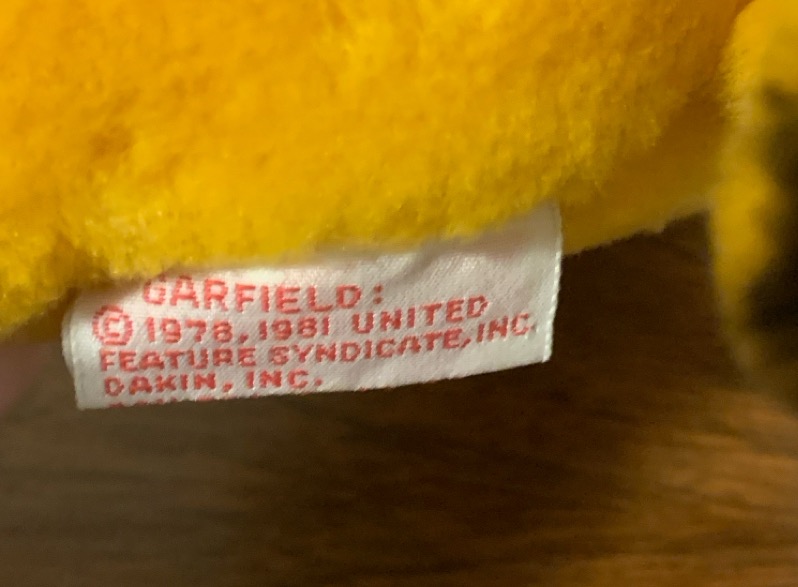 GARFIELD:
© 1978, 1981 UNITED
FEATURE SYNDICATE, INC.
DAKIN, INC.